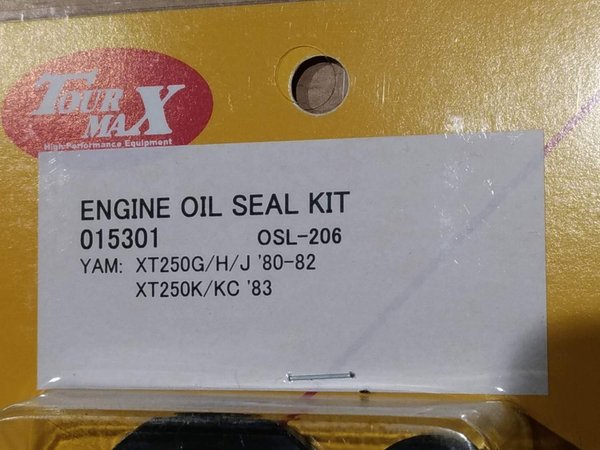 TOUR MAX
High Performance Equipment
ENGINE OIL SEAL KIT
015301 OSL-206
YAM: XT250G/H/J '80-82
XT250K/KC '83